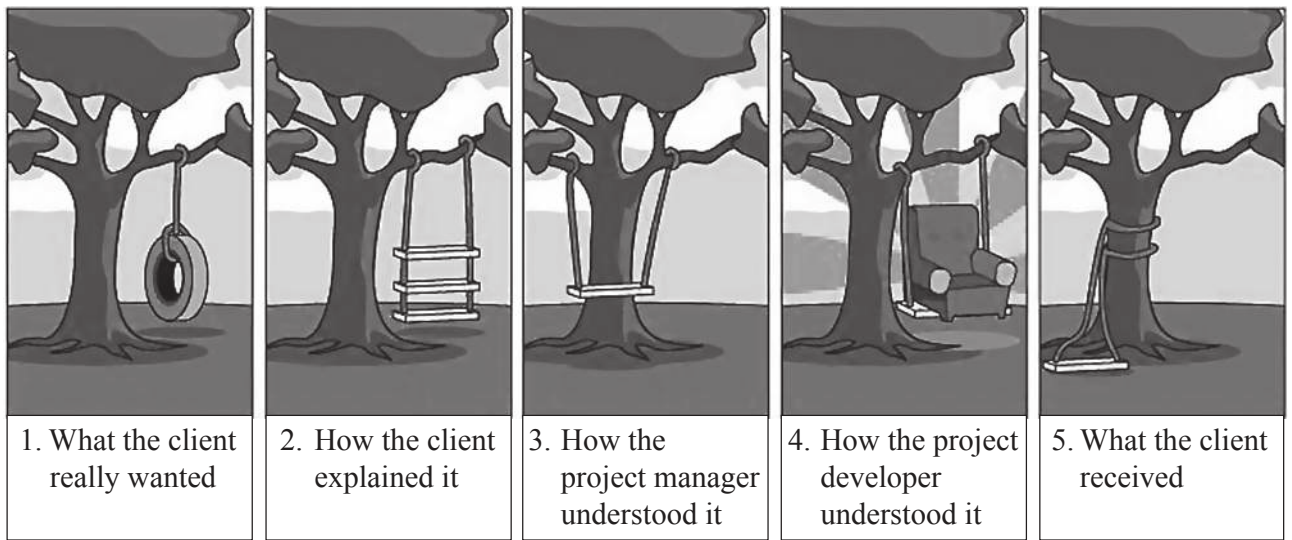 1. What the client
really wanted
2. How the client
explained it
3. How the
project manager
understood it
4. How the project
developer
understood it
5. What the client
received